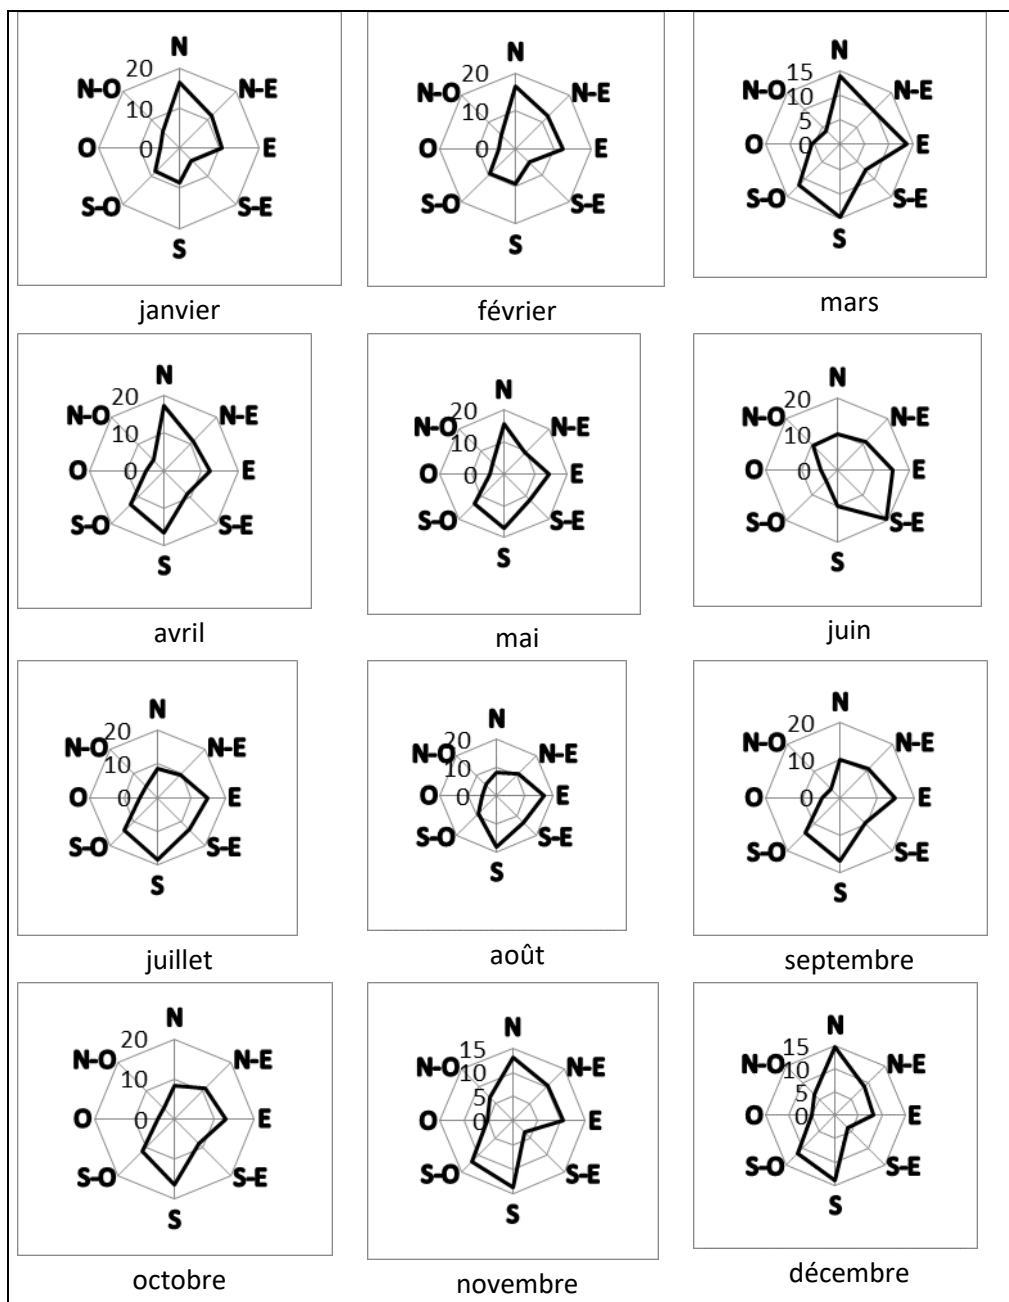 N
20
N-O
N-E
10
O
0
E
S-O
S-E
S
janvier
N
20
N-O
N-E
10
O
0
E
S-O
S-E
S
février
N
15
N-O
N-E
10
5
O
0
E
S-O
S-E
S
mars
N
20
N-O
N-E
10
O
0
E
S-O
S-E
S
avril
N
20
N-O
N-E
10
O
0
E
S-O
S-E
S
mai
N
20
N-O
N-E
10
O
0
E
S-O
S-E
S
juin
N
20
N-O
N-E
10
O
0
E
S-O
S-E
S
juillet
N
20
N-O
N-E
10
O
0
E
S-O
S-E
S
août
N
20
N-O
N-E
10
O
0
E
S-O
S-E
S
septembre
N
20
N-O
N-E
10
O
0
E
S-O
S-E
S
octobre
N
15
N-O
N-E
10
5
O
0
E
S-O
S-E
S
novembre
N
15
N-O
N-E
10
5
O
0
E
S-O
S-E
S
décembre